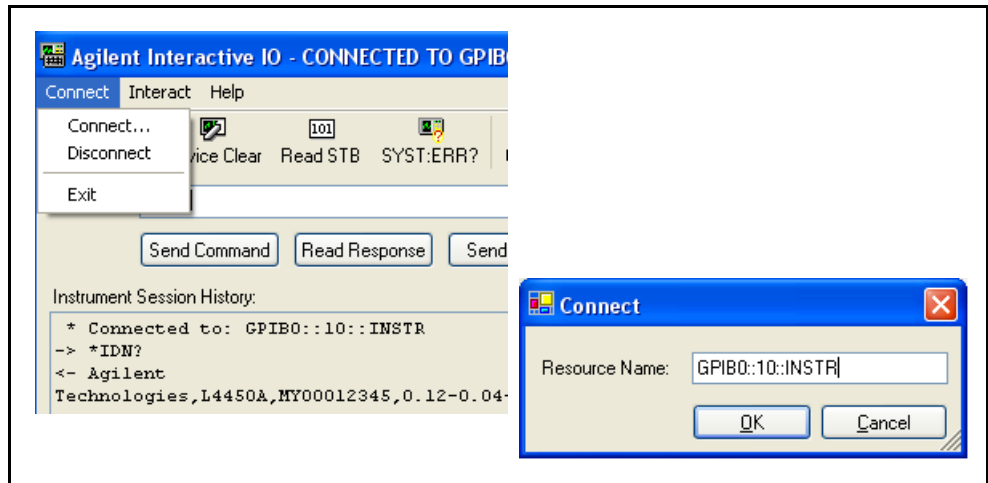 Agilent Interactive IO - CONNECTED TO GPIB0
Connect Interact Help
Connect...
Disconnect
Exit
vice Clear Read STB SYST:ERR?
101
Send Command Read Response Send
Instrument Session History:
* Connected to: GPIB0::10::INSTR
-> *IDN?
<- Agilent
Technologies,L4450A,MY00012345,0.12-0.04-
Connect
Resource Name: GPIB0::10::INSTR
OK Cancel